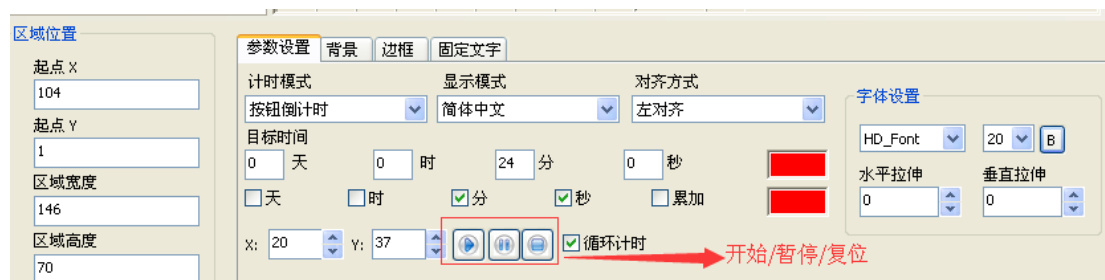 区域位置
起点 X
104
起点 Y
1
区域宽度
146
区域高度
70
参数设置 背景 边框 固定文字
计时模式 显示模式 对齐方式
按钮倒计时 简体中文 左对齐
目标时间
0 天 0 时 24 分 0 秒
天 时 分 秒 累加
X: 20 Y: 37 循环计时
开始/暂停/复位
字体设置
HD_Font 20 B
水平拉伸 垂直拉伸
0 0